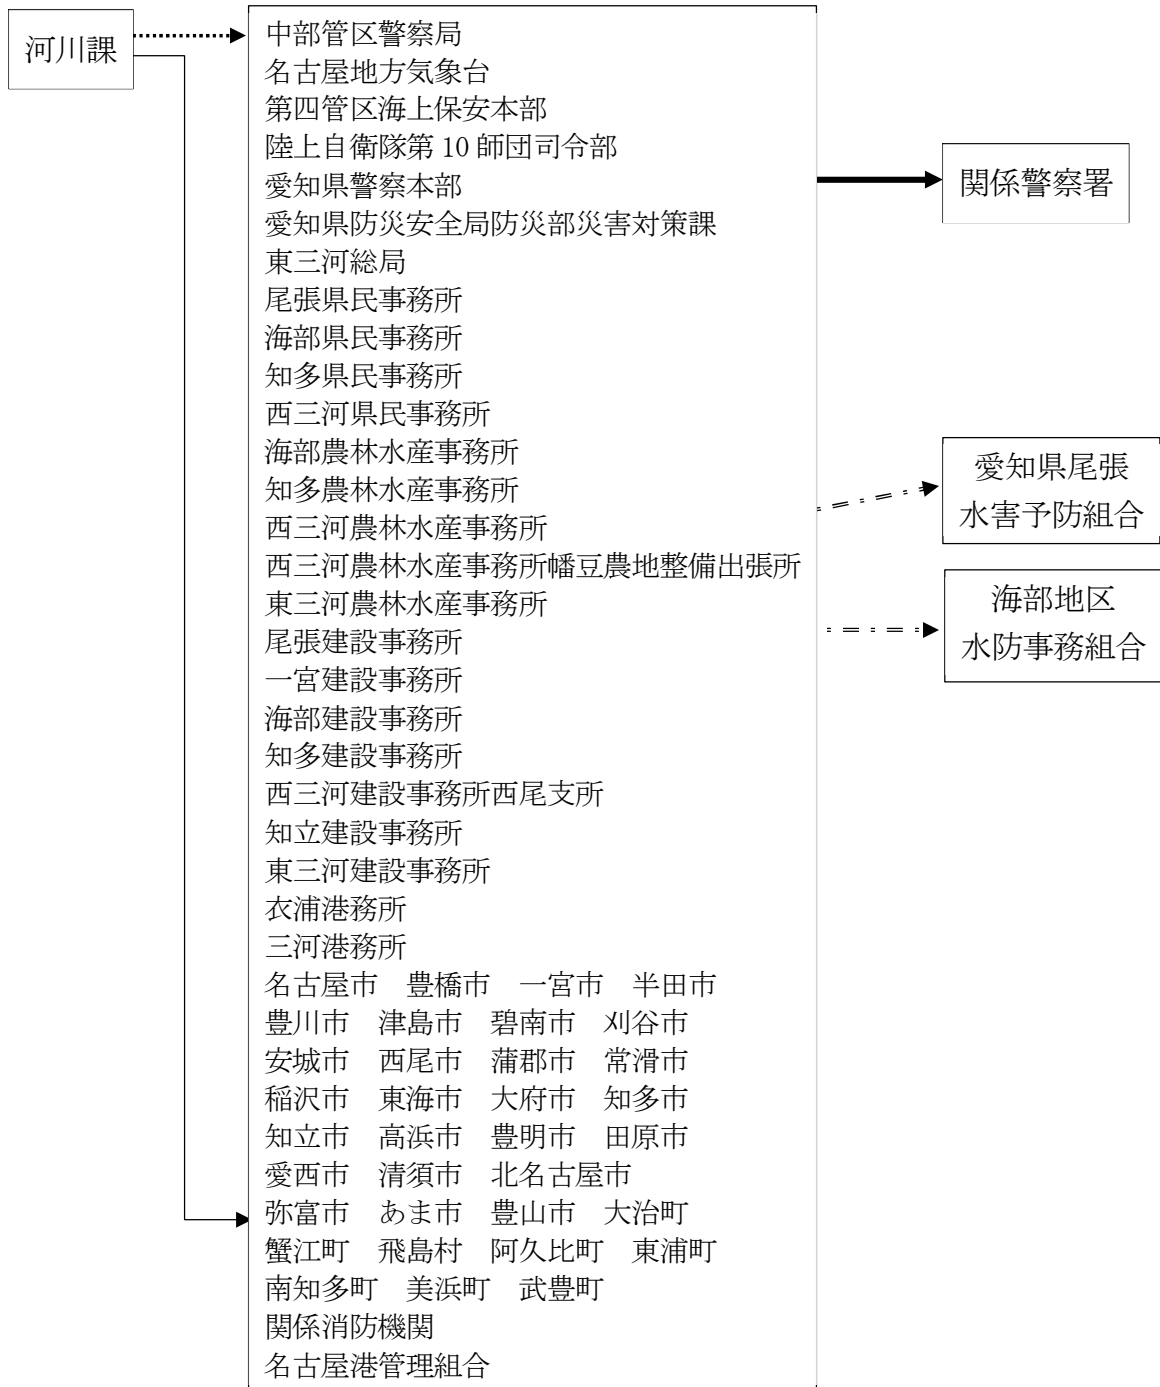 河川課
中部管区警察局
名古屋地方気象台
第四管区海上保安本部
陸上自衛隊第 10 師団司令部
愛知県警察本部
愛知県防災安全局防災部災害対策課
東三河総局
尾張県民事務所
海部県民事務所
知多県民事務所
西三河県民事務所
海部農林水産事務所
知多農林水産事務所
西三河農林水産事務所
西三河農林水産事務所幡豆農地整備出張所
東三河農林水産事務所
尾張建設事務所
一宮建設事務所
海部建設事務所
知多建設事務所
西三河建設事務所西尾支所
知立建設事務所
東三河建設事務所
衣浦港務所
三河港務所
名古屋市　豊橋市　一宮市　半田市
豊川市　津島市　碧南市　刈谷市
安城市　西尾市　蒲郡市　常滑市
稲沢市　東海市　大府市　知多市
知立市　高浜市　豊明市　田原市
愛西市　清須市　北名古屋市
弥富市　あま市　豊山市　大治町
蟹江町　飛島村　阿久比町　東浦町
南知多町　美浜町　武豊町
関係消防機関
名古屋港管理組合
関係警察署
愛知県尾張
水害予防組合
海部地区
水防事務組合